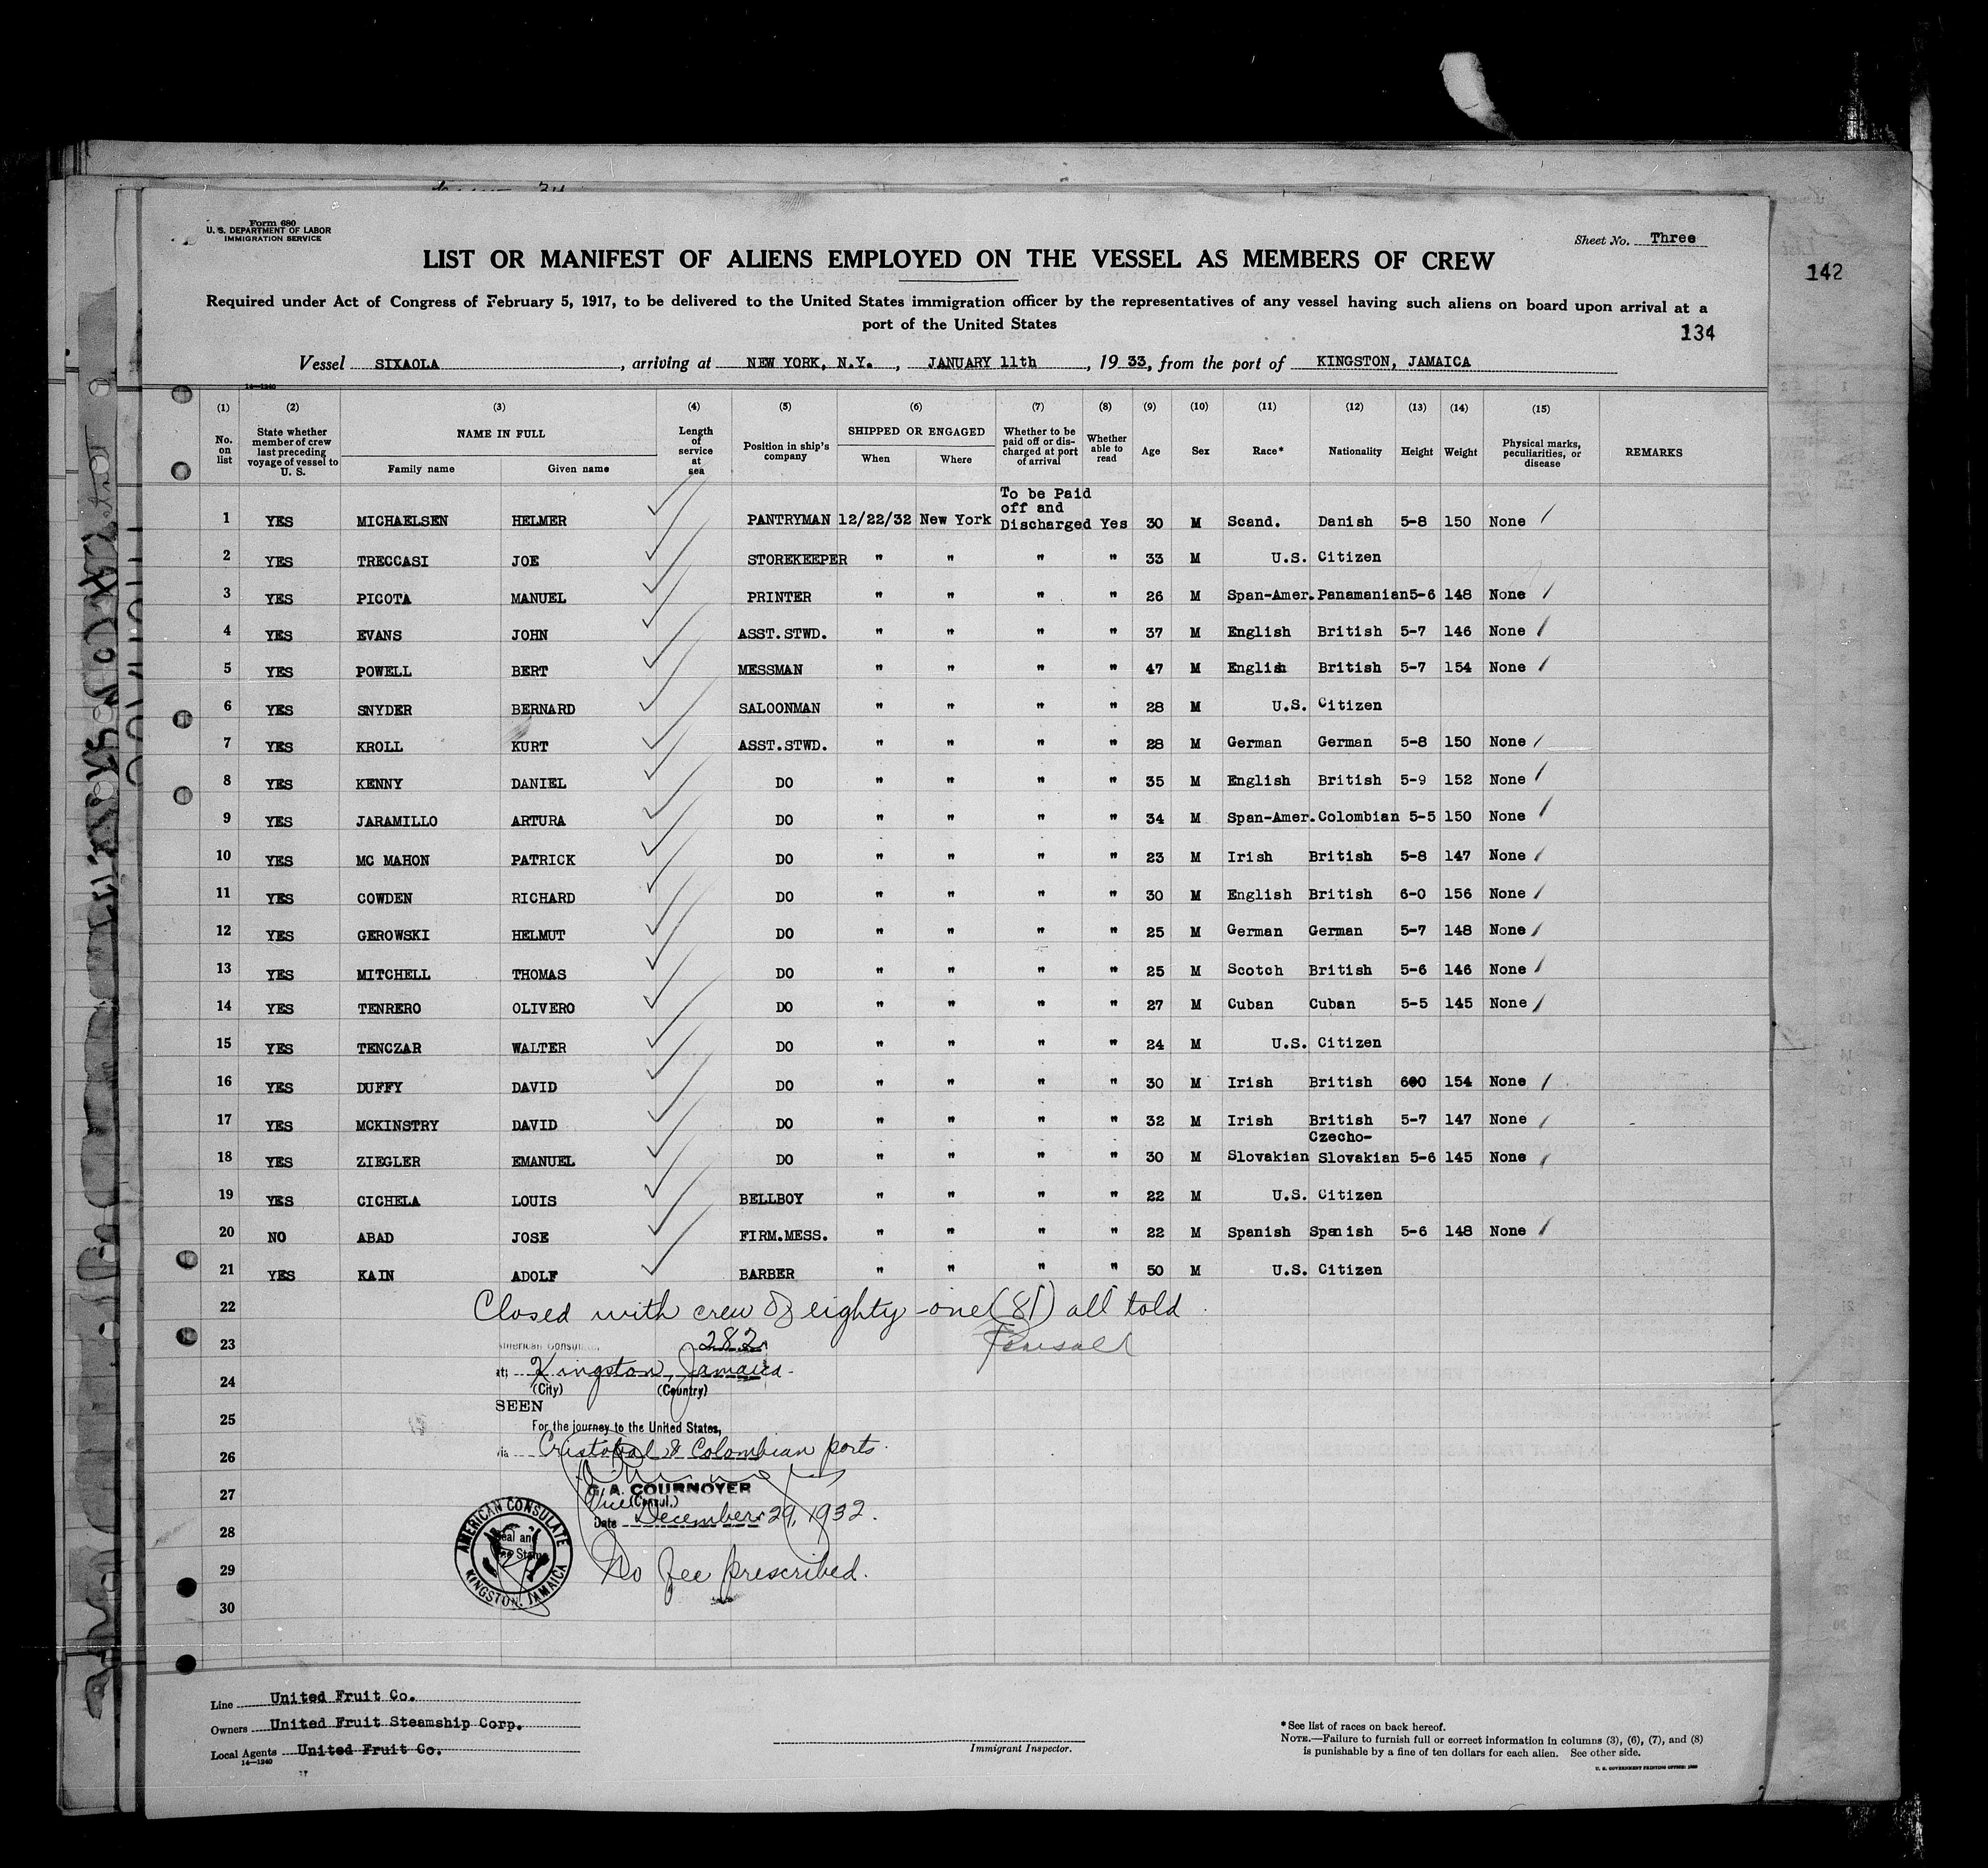 Form 680
U. S. DEPARTMENT OF LABOR
IMMIGRATION SERVICE
Sheet No. Three
LIST OR MANIFEST OF ALIENS EMPLOYED ON THE VESSEL AS MEMBERS OF CREW
142
Required under Act of Congress of February 5, 1917, to be delivered to the United States immigration officer by the representatives of any vessel having such aliens on board upon arrival at a
port of the United States
134
Vessel SIXAOLA, arriving at NEW YORK, N.Y., JANUARY 11th, 1933, from the port of KINGSTON, JAMAICA
14—1240
(1) (2) (3) (4) (5) (6) (7) (8) (9) (10) (11) (12) (13) (14) (15)
No. on list State whether member of crew last preceding voyage of vessel to U. S. NAME IN FULL Family name Given name Length of service at sea Position in ship's company SHIPPED OR ENGAGED When Where Whether to be paid off or discharged at port of arrival Whether able to read Age Sex Race* Nationality Height Weight Physical marks, peculiarities, or disease REMARKS
1 YES MICHAELSEN HELMER PANTRYMAN 12/22/32 New York To be Paid off and Discharged Yes 30 M Scand. Danish 5-8 150 None
2 YES TRECCASI JOE STOREKEEPER " " " " 33 M U.S. Citizen
3 YES PICOTA MANUEL PRINTER " " " " 26 M Span-Amer. Panamanian 5-6 148 None
4 YES EVANS JOHN ASST.STWD. " " " " 37 M English British 5-7 146 None
5 YES POWELL BERT MESSMAN " " " " 47 M English British 5-7 154 None
6 YES SNYDER BERNARD SALOONMAN " " " " 28 M U.S. Citizen
7 YES KROLL KURT ASST.STWD. " " " " 28 M German German 5-8 150 None
8 YES KENNY DANIEL DO " " " " 35 M English British 5-9 152 None
9 YES JARAMILLO ARTURA DO " " " " 34 M Span-Amer. Colombian 5-5 150 None
10 YES MC MAHON PATRICK DO " " " " 23 M Irish British 5-8 147 None
11 YES COWDEN RICHARD DO " " " " 30 M English British 6-0 156 None
12 YES GEROWSKI HELMUT DO " " " " 25 M German German 5-7 148 None
13 YES MITCHELL THOMAS DO " " " " 25 M Scotch British 5-6 146 None
14 YES TENRERO OLIVERO DO " " " " 27 M Cuban Cuban 5-5 145 None
15 YES TENCZAR WALTER DO " " " " 24 M U.S. Citizen
16 YES DUFFY DAVID DO " " " " 30 M Irish British 600 154 None
17 YES MCKINSTRY DAVID DO " " " " 32 M Irish British 5-7 147 None
18 YES ZIEGLER EMANUEL DO " " " " 30 M Slovakian Czecho-Slovakian 5-6 145 None
19 YES CICHELA LOUIS BELLBOY " " " " 22 M U.S. Citizen
20 NO ABAD JOSE FIRM.MESS. " " " " 22 M Spanish Spanish 5-6 148 None
21 YES KAIN ADOLF BARBER " " " " 50 M U.S. Citizen
22 Closed with crew of eighty-one (81) all told
23 American Consul 282
24 at Kingston, Jamaica.
(City) (Country)
SEEN
25 For the journey to the United States,
26 via Cristobal & Colombian ports.
27 G. A. COURNOYER
Vice (Consul.)
28 Date December 29, 1932.
AMERICAN CONSULATE
KINGSTON, JAMAICA
Seal and
29 No fee prescribed.
30
Line United Fruit Co.
Owners United Fruit Steamship Corp.
Local Agents United Fruit Co.
14—1240
Immigrant Inspector.
*See list of races on back hereof.
NOTE.—Failure to furnish full or correct information in columns (3), (6), (7), and (8)
is punishable by a fine of ten dollars for each alien. See other side.